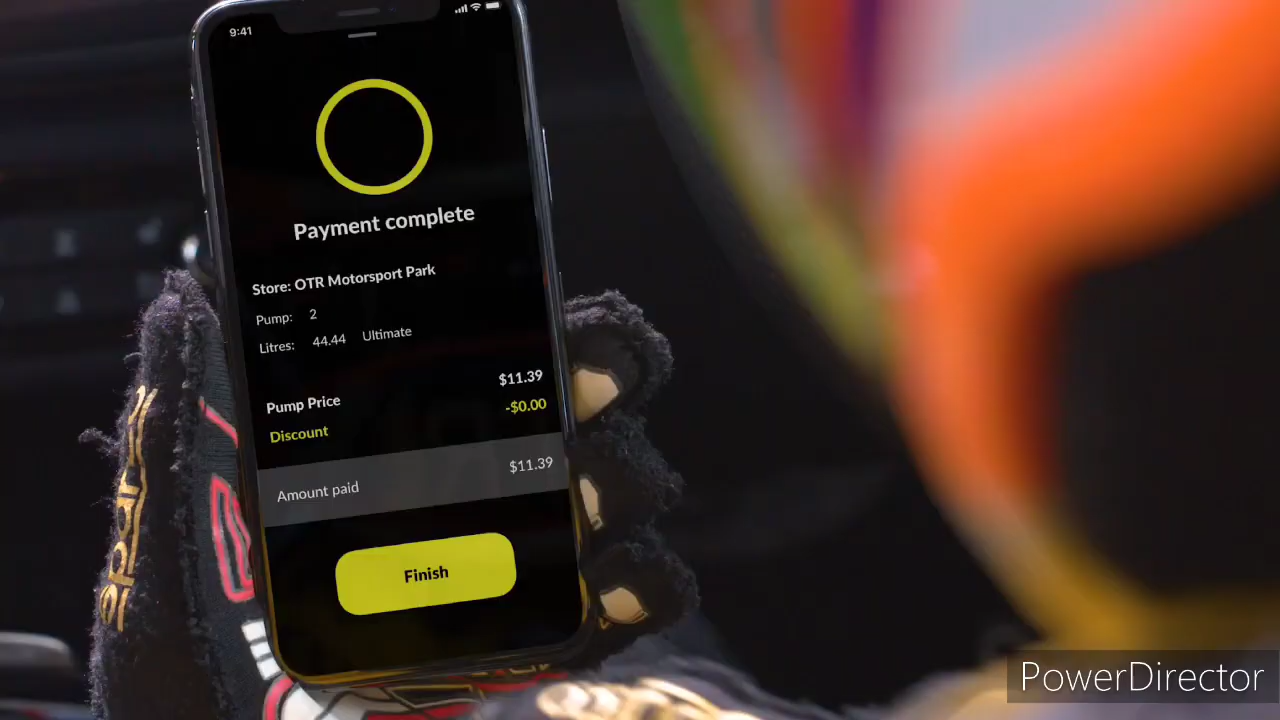 9:41
Payment complete
Store: OTR Motorsport Park
Pump: 2
Litres: 44.44 Ultimate
Pump Price $11.39
Discount -$0.00
Amount paid $11.39
Finish
PowerDirector